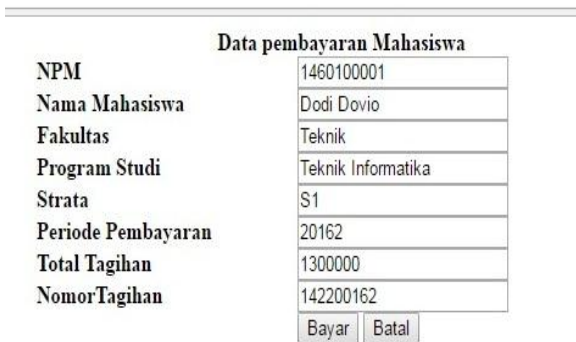 Data pembayaran Mahasiswa
NPM 1460100001
Nama Mahasiswa Dodi Dovio
Fakultas Teknik
Program Studi Teknik Informatika
Strata S1
Periode Pembayaran 20162
Total Tagihan 1300000
NomorTagihan 142200162
Bayar Batal